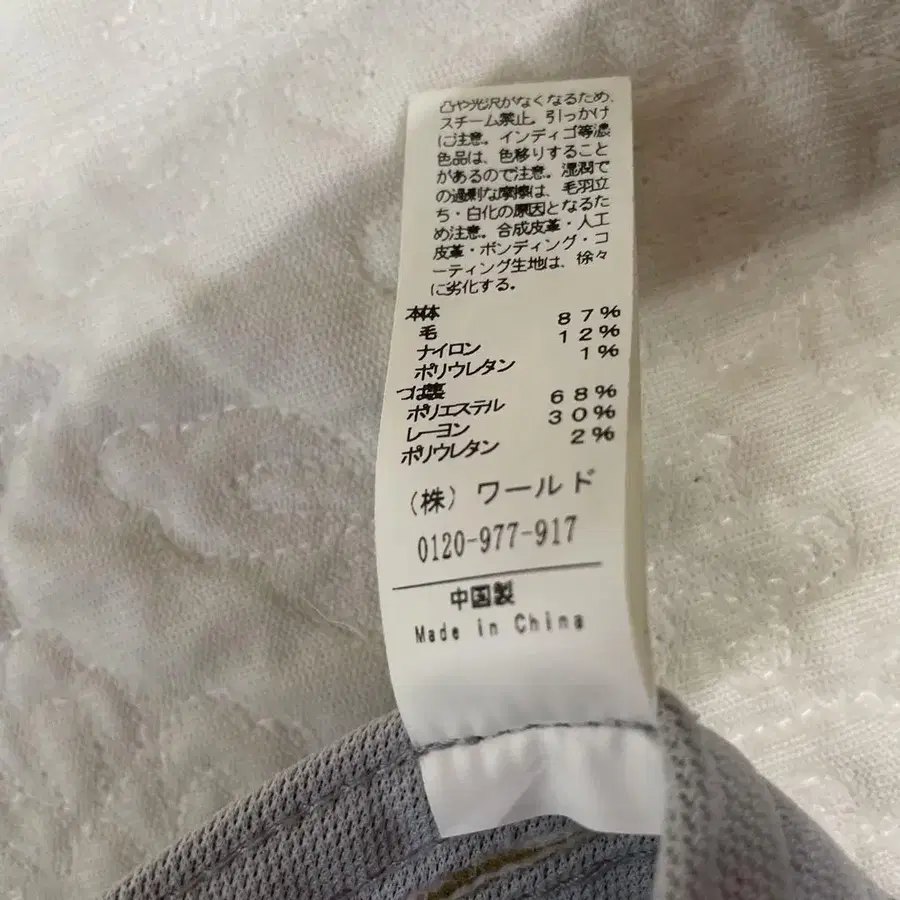 凸や光沢がなくなるため、
スチーム禁止。引っかけ
に注意。インディゴ等濃
色品は、色移りすること
があるので注意。湿潤で
の過剰な摩擦は、毛羽立
ち・白化の原因となるた
め注意。合成皮革・人工
皮革・ボンディング・コ
ーティング生地は、徐々
に劣化する。
本体
毛 87%
ナイロン 12%
ポリウレタン 1%
つば裏
ポリエステル 68%
レーヨン 30%
ポリウレタン 2%
(株) ワールド
0120-977-917
中国製
Made in China